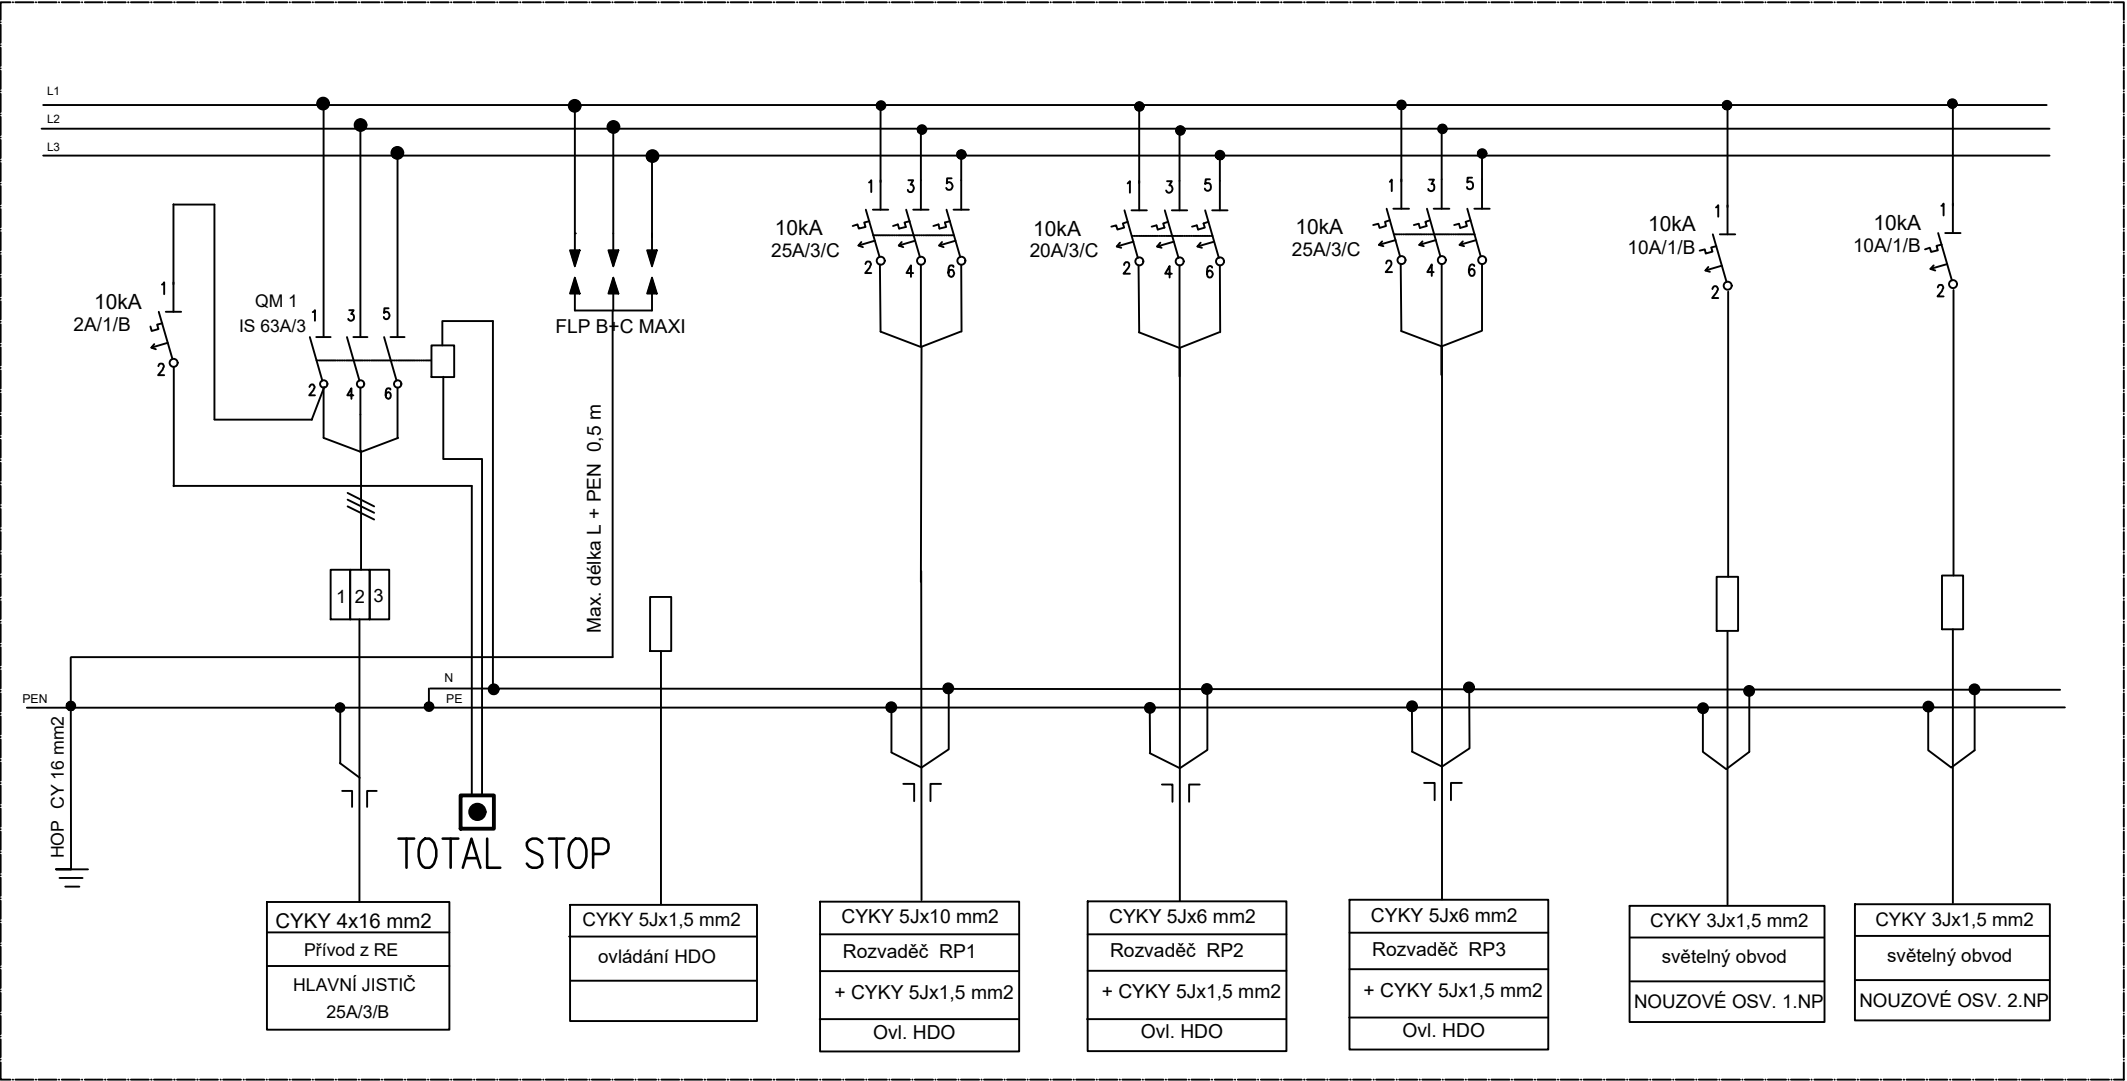 L1
L2
L3
10kA
2A/1/B
1
2
QM 1
IS 63A/3
1
3
5
2
4
6
FLP B+C MAXI
Max. délka L + PEN 0,5 m
10kA
25A/3/C
1
3
5
2
4
6
10kA
20A/3/C
1
3
5
2
4
6
10kA
25A/3/C
1
3
5
2
4
6
10kA
10A/1/B
1
2
10kA
10A/1/B
1
2
1 2 3
N
PEN
PE
HOP CY 16 mm2
TOTAL STOP
CYKY 4x16 mm2
Přívod z RE
HLAVNÍ JISTIČ
25A/3/B
CYKY 5Jx1,5 mm2
ovládání HDO
CYKY 5Jx10 mm2
Rozvaděč RP1
+ CYKY 5Jx1,5 mm2
Ovl. HDO
CYKY 5Jx6 mm2
Rozvaděč RP2
+ CYKY 5Jx1,5 mm2
Ovl. HDO
CYKY 5Jx6 mm2
Rozvaděč RP3
+ CYKY 5Jx1,5 mm2
Ovl. HDO
CYKY 3Jx1,5 mm2
světelný obvod
NOUZOVÉ OSV. 1.NP
CYKY 3Jx1,5 mm2
světelný obvod
NOUZOVÉ OSV. 2.NP